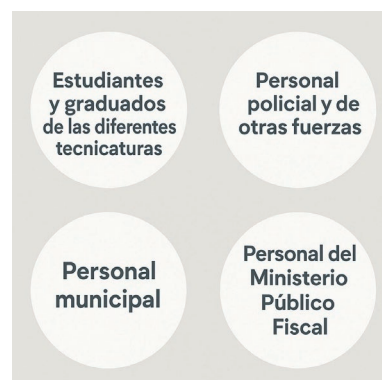 Estudiantes
y graduados
de las diferentes
tecnicaturas
Personal
policial y de
otras fuerzas
Personal
municipal
Personal del
Ministerio
Público
Fiscal